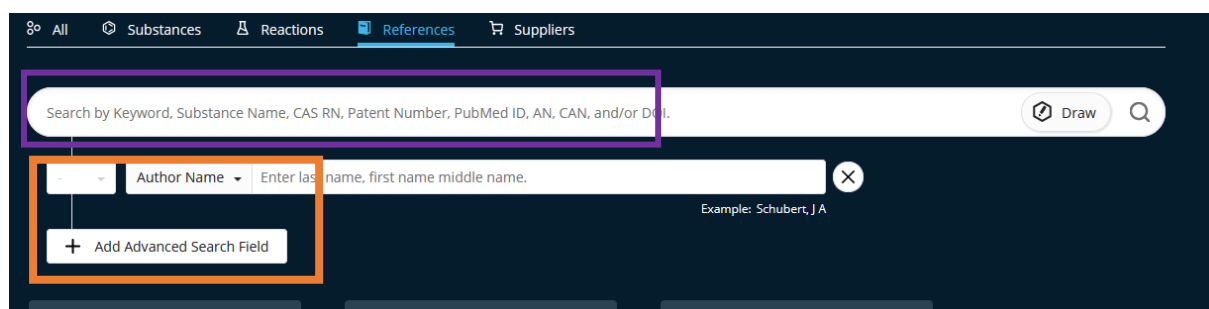 All Substances Reactions References Suppliers
Search by Keyword, Substance Name, CAS RN, Patent Number, PubMed ID, AN, CAN, and/or DOI. Draw
- Author Name Enter last name, first name middle name.
Example: Schubert, J A
+ Add Advanced Search Field